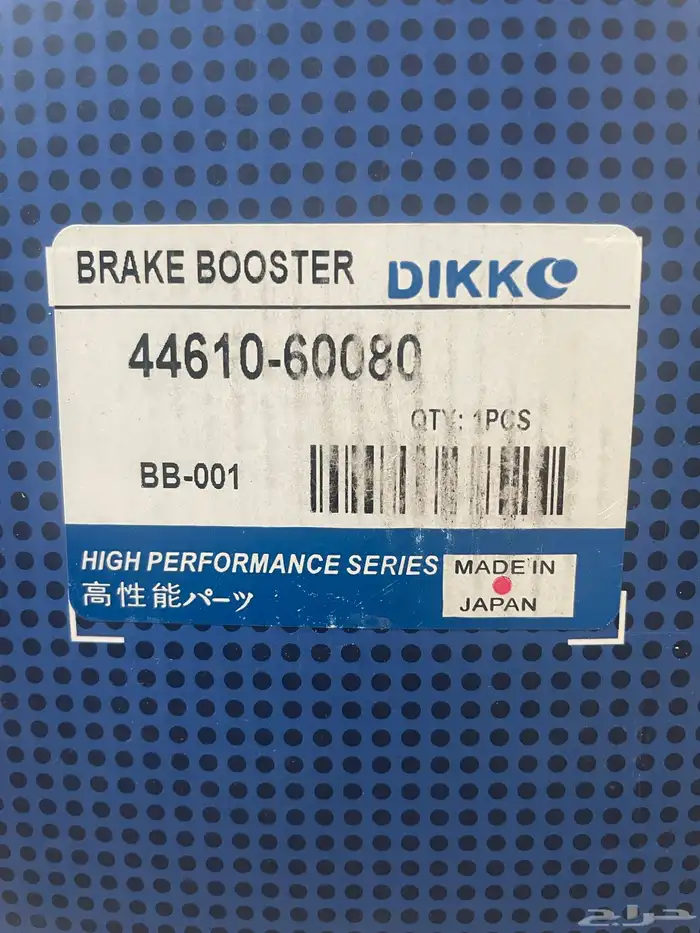 BRAKE BOOSTER DIKKO
44610-60080
QTY: 1PCS
BB-001
HIGH PERFORMANCE SERIES
高性能パーツ
MADE IN
JAPAN
حراج